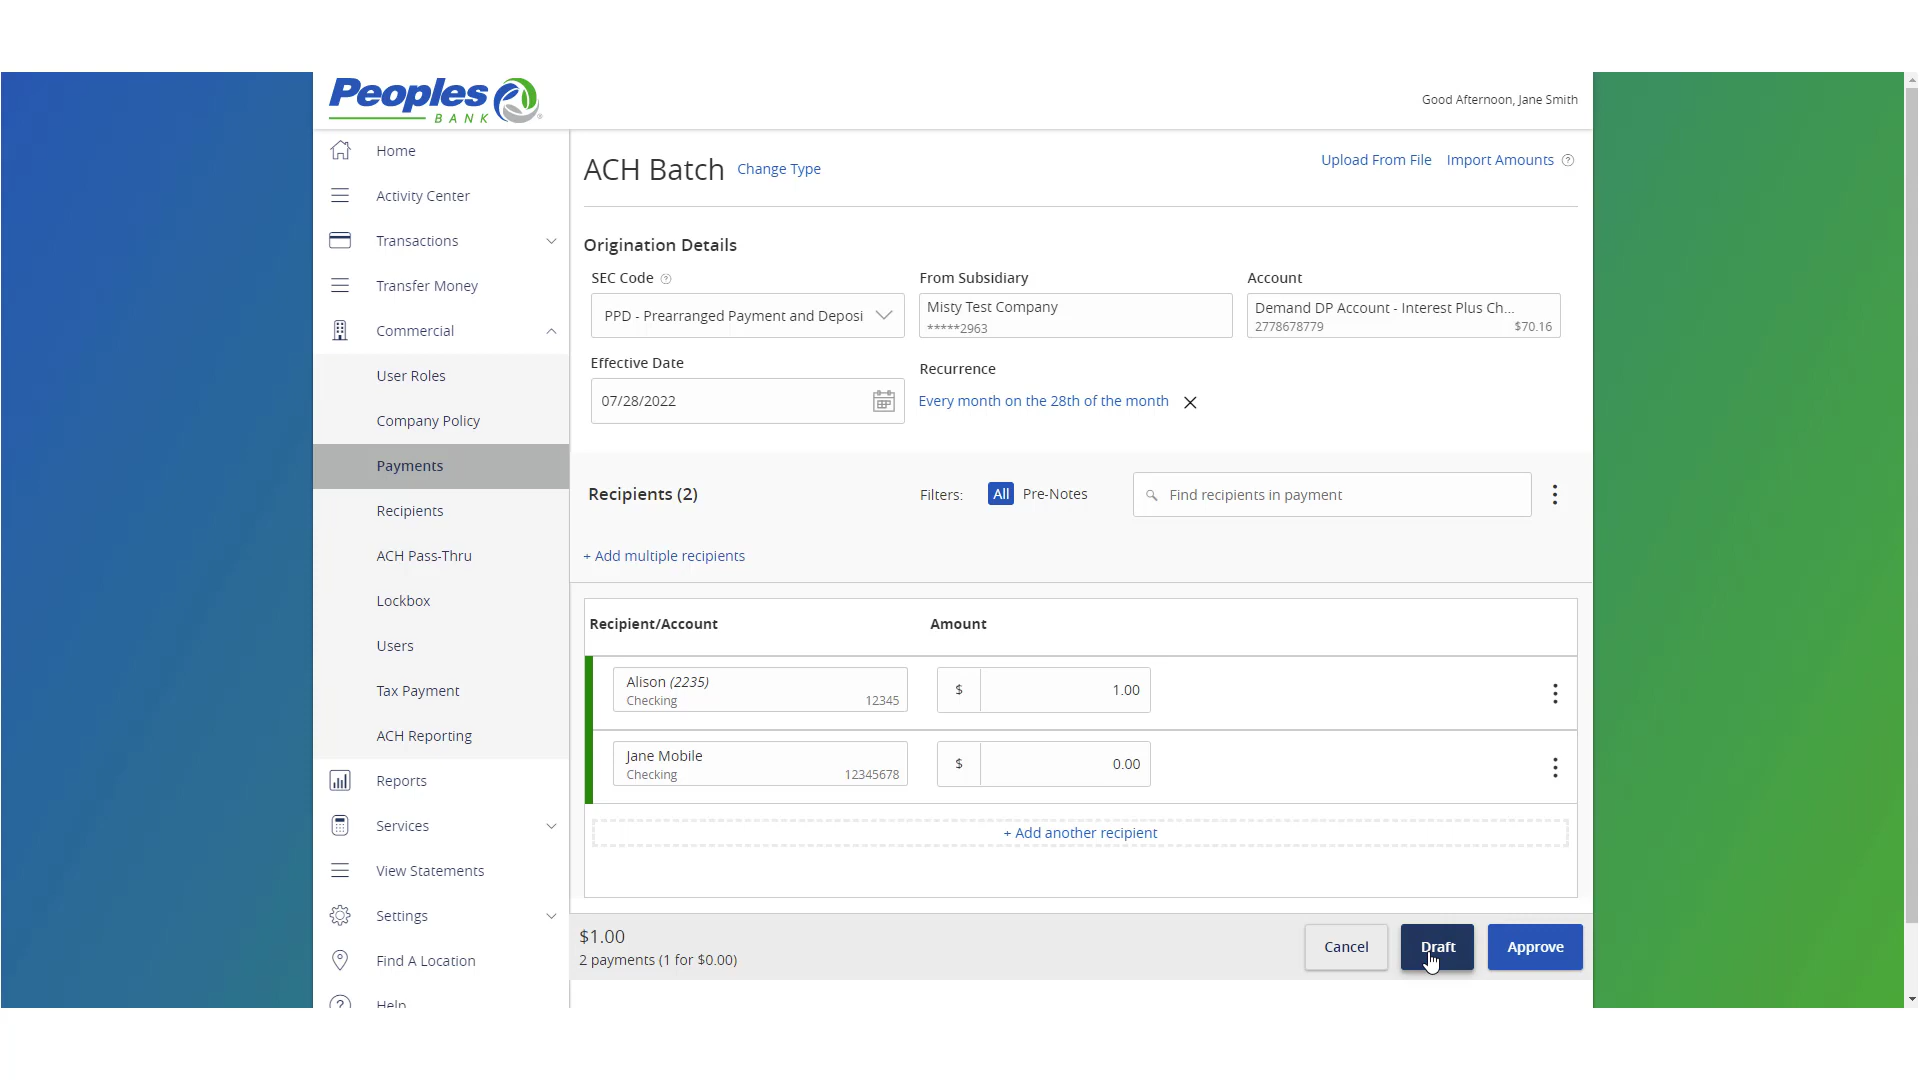 Peoples
BANK
Good Afternoon, Jane Smith
Home
Activity Center
Transactions
Transfer Money
Commercial
User Roles
Company Policy
Payments
Recipients
ACH Pass-Thru
Lockbox
Users
Tax Payment
ACH Reporting
Reports
Services
View Statements
Settings
Find A Location
Help
ACH Batch Change Type
Upload From File Import Amounts ?
Origination Details
SEC Code ?
PPD - Prearranged Payment and Deposi
From Subsidiary
Misty Test Company
*****2963
Account
Demand DP Account - Interest Plus Ch...
2778678779 $70.16
Effective Date
07/28/2022
Recurrence
Every month on the 28th of the month
Recipients (2)
Filters: All Pre-Notes
Find recipients in payment
+ Add multiple recipients
Recipient/Account Amount
Alison (2235)
Checking 12345
$ 1.00
Jane Mobile
Checking 12345678
$ 0.00
+ Add another recipient
$1.00
2 payments (1 for $0.00)
Cancel Draft Approve